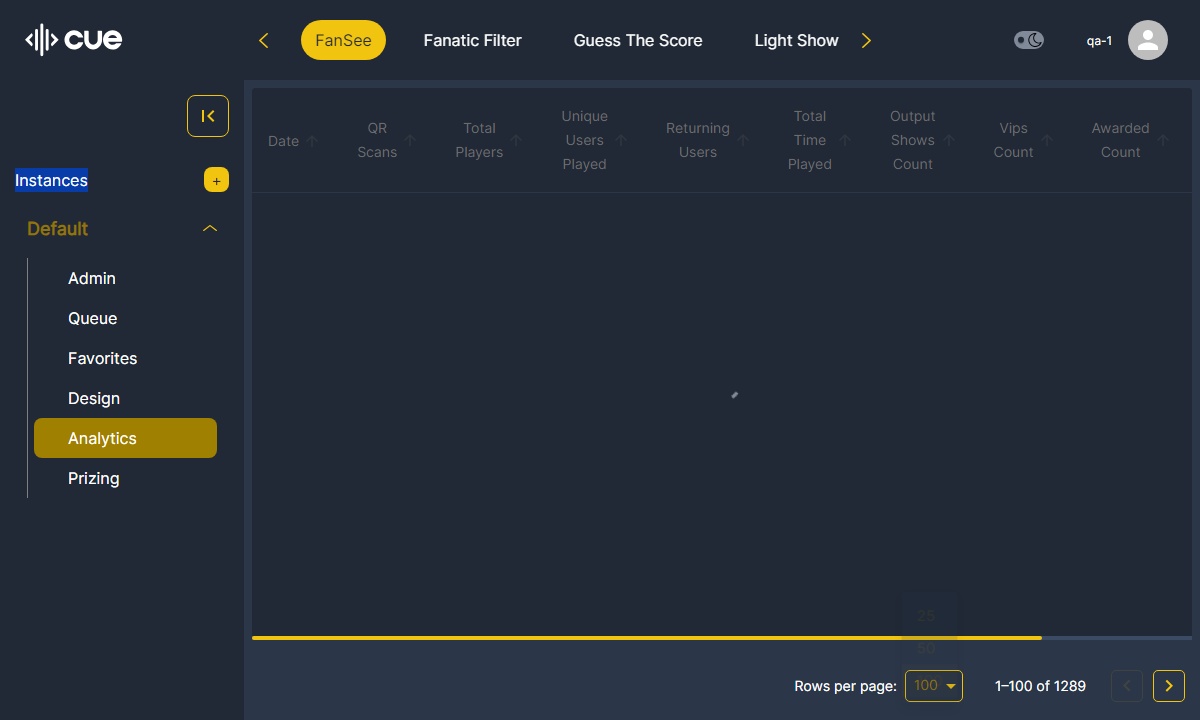 cue
FanSee
Fanatic Filter
Guess The Score
Light Show
qa-1
Instances
+
Default
Admin
Queue
Favorites
Design
Analytics
Prizing
Date
QR
Scans
Total
Players
Unique
Users
Played
Returning
Users
Total
Time
Played
Output
Shows
Count
Vips
Count
Awarded
Count
25
50
Rows per page: 100 1–100 of 1289